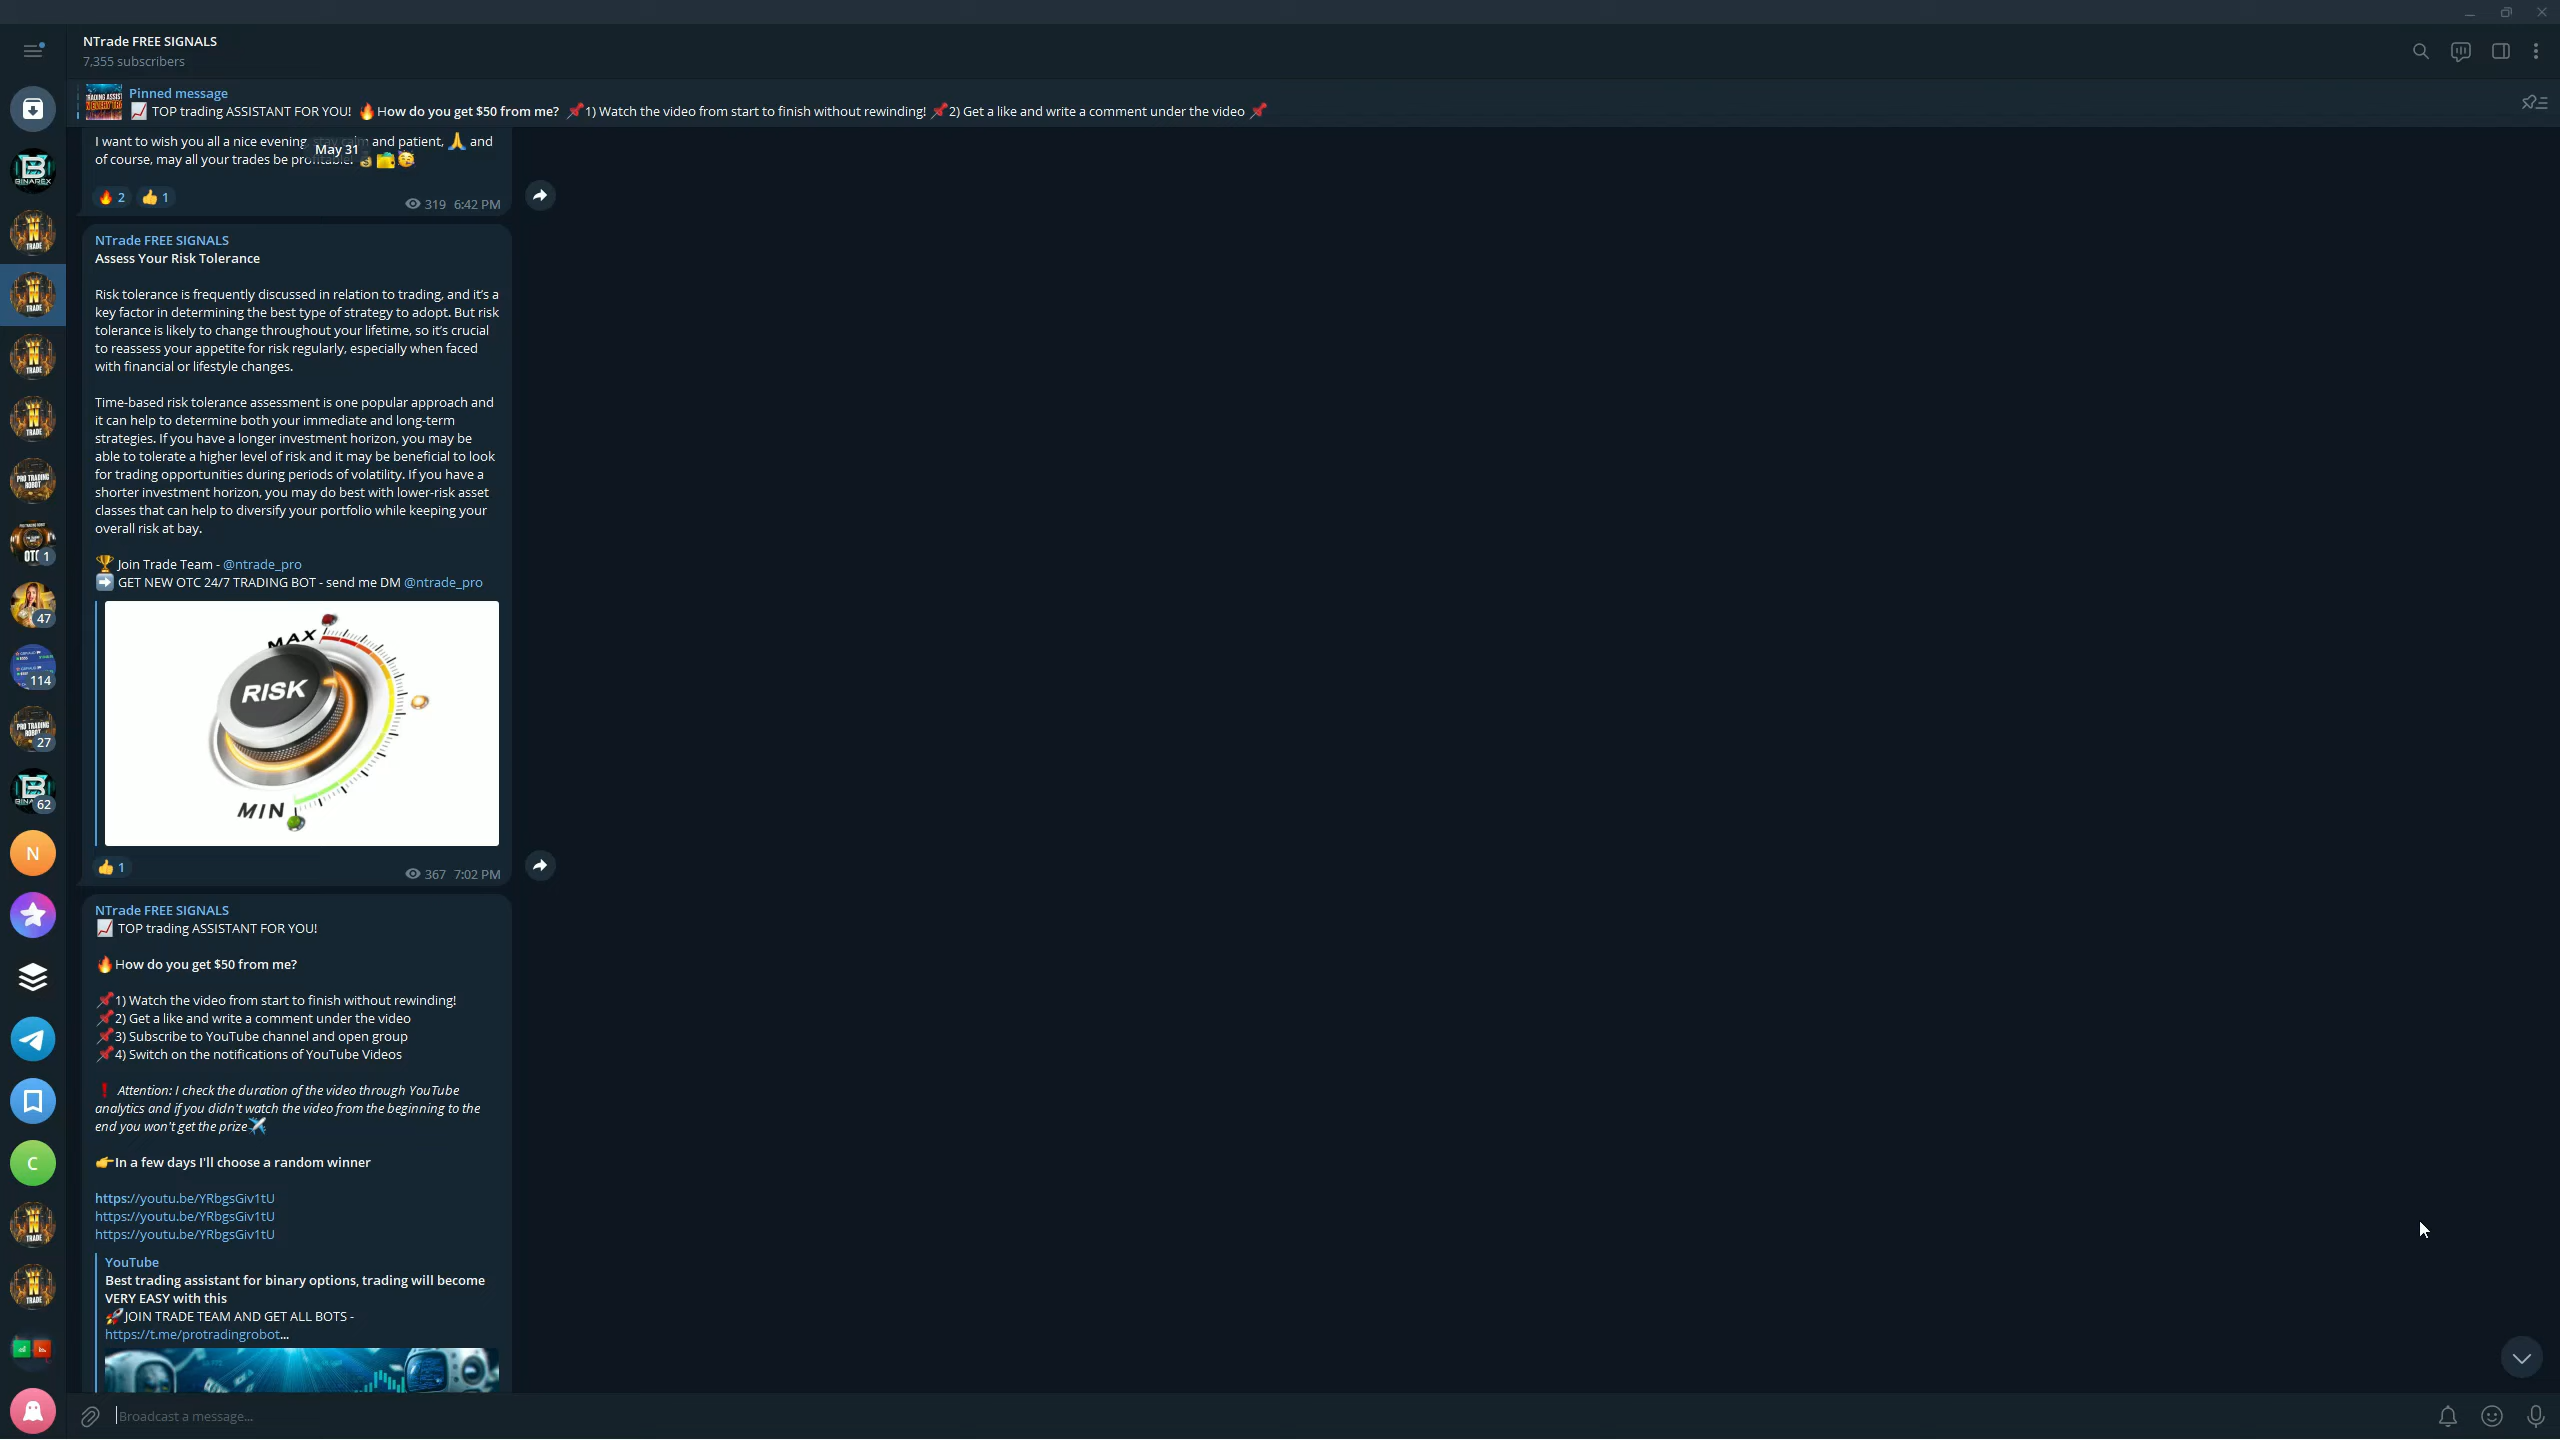 NTrade FREE SIGNALS
7,355 subscribers
Pinned message
📈 TOP trading ASSISTANT FOR YOU! 🔥How do you get $50 from me? 📌1) Watch the video from start to finish without rewinding! 📌2) Get a like and write a comment under the video 📌
I want to wish you all a nice evening, and patient, 🙏 and
May 31
of course, may all your trades be profitable!
🔥 2 👍 1
319 6:42 PM
NTrade FREE SIGNALS
Assess Your Risk Tolerance
Risk tolerance is frequently discussed in relation to trading, and it's a
key factor in determining the best type of strategy to adopt. But risk
tolerance is likely to change throughout your lifetime, so it's crucial
to reassess your appetite for risk regularly, especially when faced
with financial or lifestyle changes.
Time-based risk tolerance assessment is one popular approach and
it can help to determine both your immediate and long-term
strategies. If you have a longer investment horizon, you may be
able to tolerate a higher level of risk and it may be beneficial to look
for trading opportunities during periods of volatility. If you have a
shorter investment horizon, you may do best with lower-risk asset
classes that can help to diversify your portfolio while keeping your
overall risk at bay.
🏆 Join Trade Team - @ntrade_pro
➡️ GET NEW OTC 24/7 TRADING BOT - send me DM @ntrade_pro
MAX
RISK
MIN
👍 1
367 7:02 PM
NTrade FREE SIGNALS
📈 TOP trading ASSISTANT FOR YOU!
🔥How do you get $50 from me?
📌1) Watch the video from start to finish without rewinding!
📌2) Get a like and write a comment under the video
📌3) Subscribe to YouTube channel and open group
📌4) Switch on the notifications of YouTube Videos
❗️ Attention: I check the duration of the video through YouTube
analytics and if you didn't watch the video from the beginning to the
end you won't get the prize✈️
👉In a few days I'll choose a random winner
https://youtu.be/YRbgsGiv1tU
https://youtu.be/YRbgsGiv1tU
https://youtu.be/YRbgsGiv1tU
YouTube
Best trading assistant for binary options, trading will become
VERY EASY with this
🚀JOIN TRADE TEAM AND GET ALL BOTS -
https://t.me/protradingrobot...
Broadcast a message...
BINAREX
N TRADE
N TRADE
N TRADE
N TRADE
PRO TRADING ROBOT
OTC 1
47
114
PRO TRADING
27
62
N
C
N TRADE
N TRADE